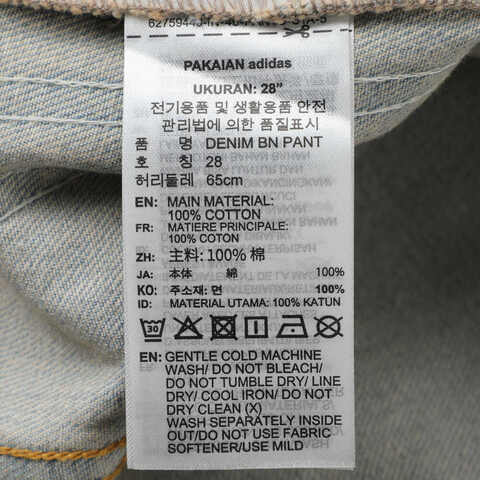 PAKAIAN adidas
UKURAN: 28"
전기용품 및 생활용품 안전
관리법에 의한 품질표시
품 명 DENIM BN PANT
호 칭 28
허리둘레 65cm
EN: MAIN MATERIAL:
100% COTTON
FR: MATIERE PRINCIPALE:
100% COTON
ZH: 主料: 100% 棉
JA: 本体 綿 100%
KO: 주소재: 면 100%
ID: MATERIAL UTAMA: 100% KATUN
30
EN: GENTLE COLD MACHINE
WASH/ DO NOT BLEACH/
DO NOT TUMBLE DRY/ LINE
DRY/ COOL IRON/ DO NOT
DRY CLEAN (X)
WASH SEPARATELY INSIDE
OUT/ DO NOT USE FABRIC
SOFTENER/USE MILD